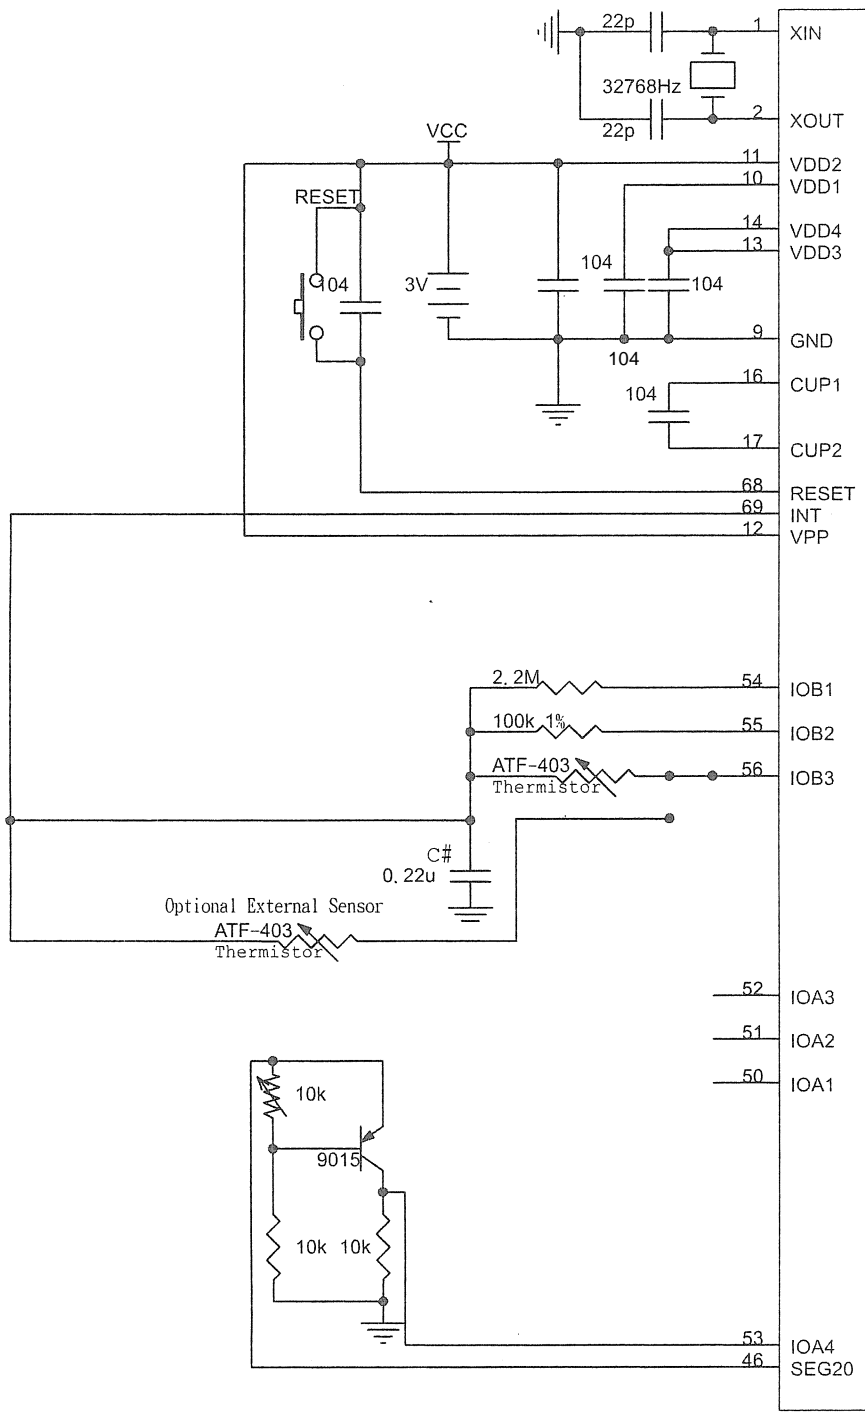 22p
1
XIN
32768Hz
2
XOUT
22p
VCC
11
VDD2
10
VDD1
RESET
14
VDD4
13
VDD3
104
104
3V
104
9
GND
104
16
CUP1
104
17
CUP2
68
RESET
69
INT
12
VPP
2.2M
54
IOB1
100k 1%
55
IOB2
ATF-403
56
IOB3
Thermistor
C#
0.22u
Optional External Sensor
ATF-403
Thermistor
52
IOA3
51
IOA2
50
IOA1
10k
9015
10k
10k
53
IOA4
46
SEG20